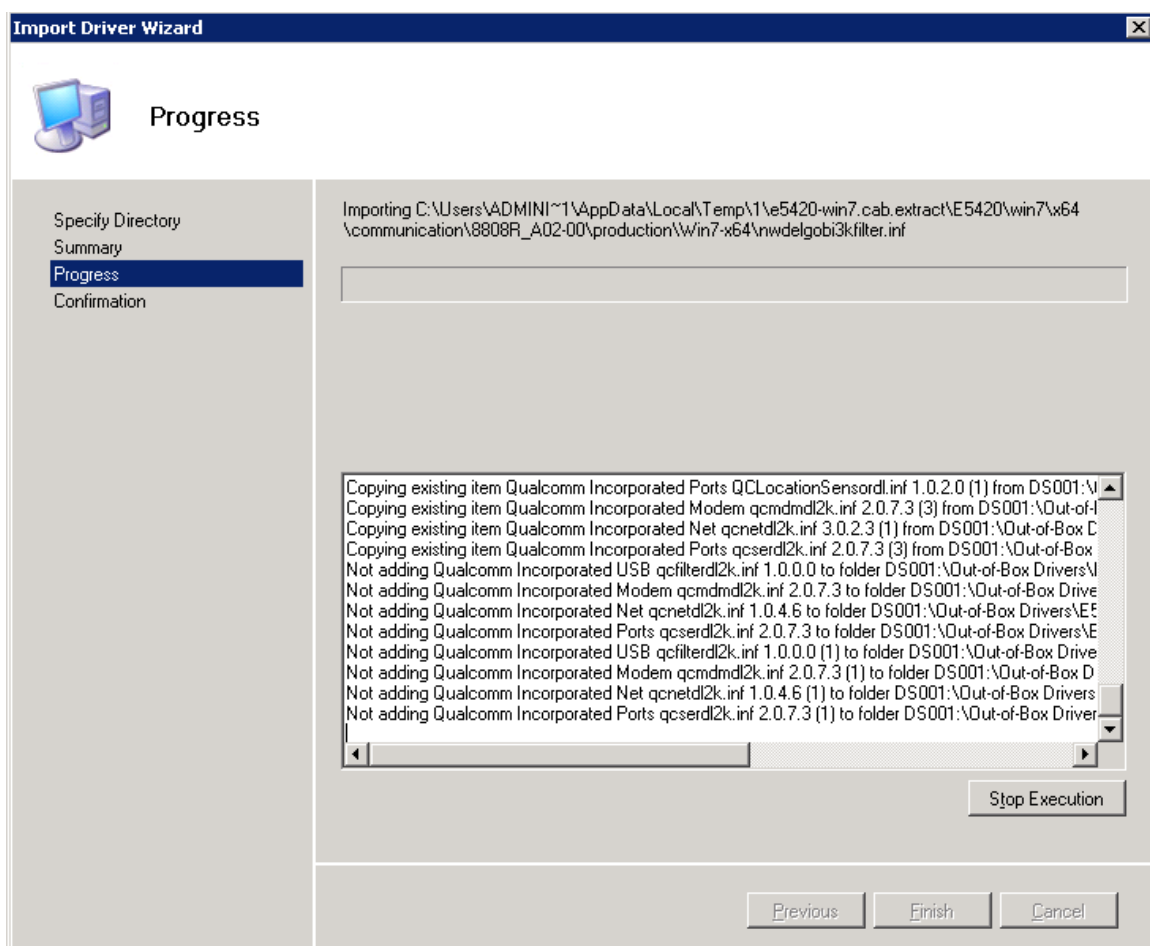 Import Driver Wizard
Progress
Specify Directory
Summary
Progress
Confirmation
Importing C:\Users\ADMINI~1\AppData\Local\Temp\1\e5420-win7.cab.extract\E5420\win7\x64
\communication\8808R_A02-00\production\Win7-x64\nwdelgobi3kfilter.inf
Copying existing item Qualcomm Incorporated Ports QCLocationSensordl.inf 1.0.2.0 (1) from DS001:\
Copying existing item Qualcomm Incorporated Modem qcmdmdl2k.inf 2.0.7.3 (3) from DS001:\Out-of-
Copying existing item Qualcomm Incorporated Net qcnetdl2k.inf 3.0.2.3 (1) from DS001:\Out-of-Box D
Copying existing item Qualcomm Incorporated Ports qcserdl2k.inf 2.0.7.3 (3) from DS001:\Out-of-Box
Not adding Qualcomm Incorporated USB qcfilterdl2k.inf 1.0.0.0 to folder DS001:\Out-of-Box Drivers\
Not adding Qualcomm Incorporated Modem qcmdmdl2k.inf 2.0.7.3 to folder DS001:\Out-of-Box Drive
Not adding Qualcomm Incorporated Net qcnetdl2k.inf 1.0.4.6 to folder DS001:\Out-of-Box Drivers\E5
Not adding Qualcomm Incorporated Ports qcserdl2k.inf 2.0.7.3 to folder DS001:\Out-of-Box Drivers\E
Not adding Qualcomm Incorporated USB qcfilterdl2k.inf 1.0.0.0 (1) to folder DS001:\Out-of-Box Drive
Not adding Qualcomm Incorporated Modem qcmdmdl2k.inf 2.0.7.3 (1) to folder DS001:\Out-of-Box D
Not adding Qualcomm Incorporated Net qcnetdl2k.inf 1.0.4.6 (1) to folder DS001:\Out-of-Box Drivers
Not adding Qualcomm Incorporated Ports qcserdl2k.inf 2.0.7.3 (1) to folder DS001:\Out-of-Box Driver
Stop Execution
Previous
Finish
Cancel